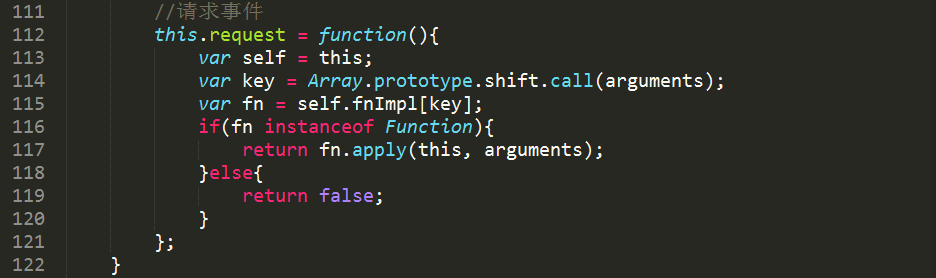 111 //请求事件
112 this.request = function(){
113 var self = this;
114 var key = Array.prototype.shift.call(arguments);
115 var fn = self.fnImpl[key];
116 if(fn instanceof Function){
117 return fn.apply(this, arguments);
118 }else{
119 return false;
120 }
121 };
122 }